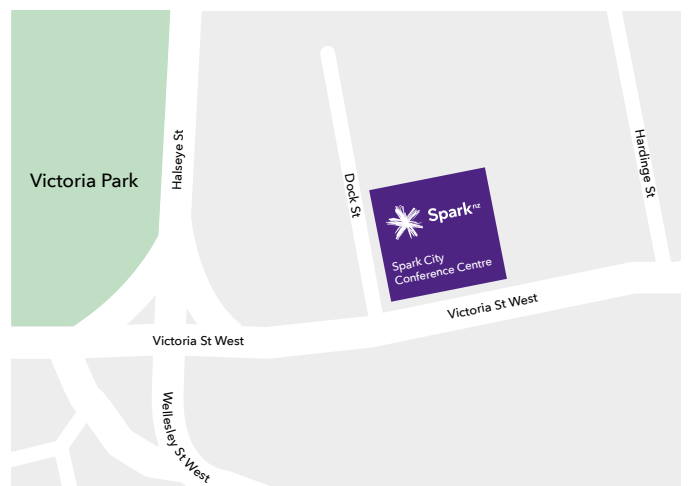 Victoria Park
Halseye St
Dock St
Hardinge St
Spark nz
Spark City
Conference Centre
Victoria St West
Victoria St West
Wellesley St West